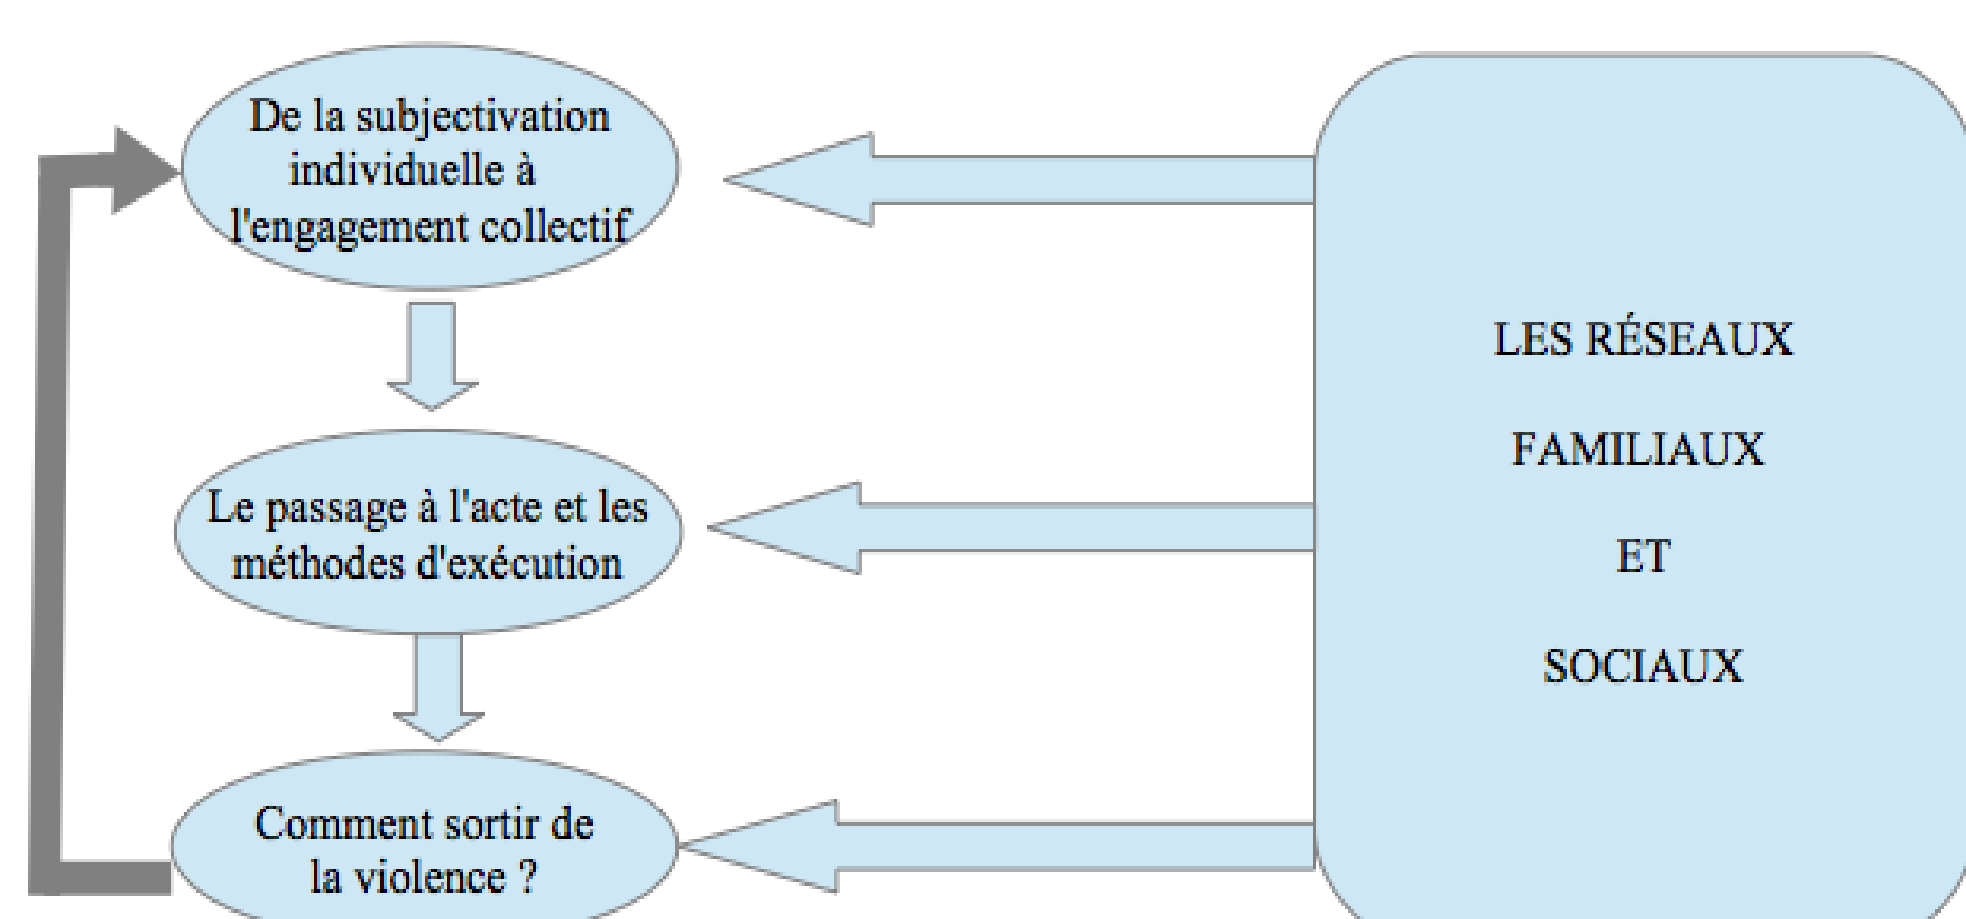 De la subjectivation
individuelle à
l'engagement collectif
Le passage à l'acte et les
méthodes d'exécution
Comment sortir de
la violence ?
LES RÉSEAUX
FAMILIAUX
ET
SOCIAUX